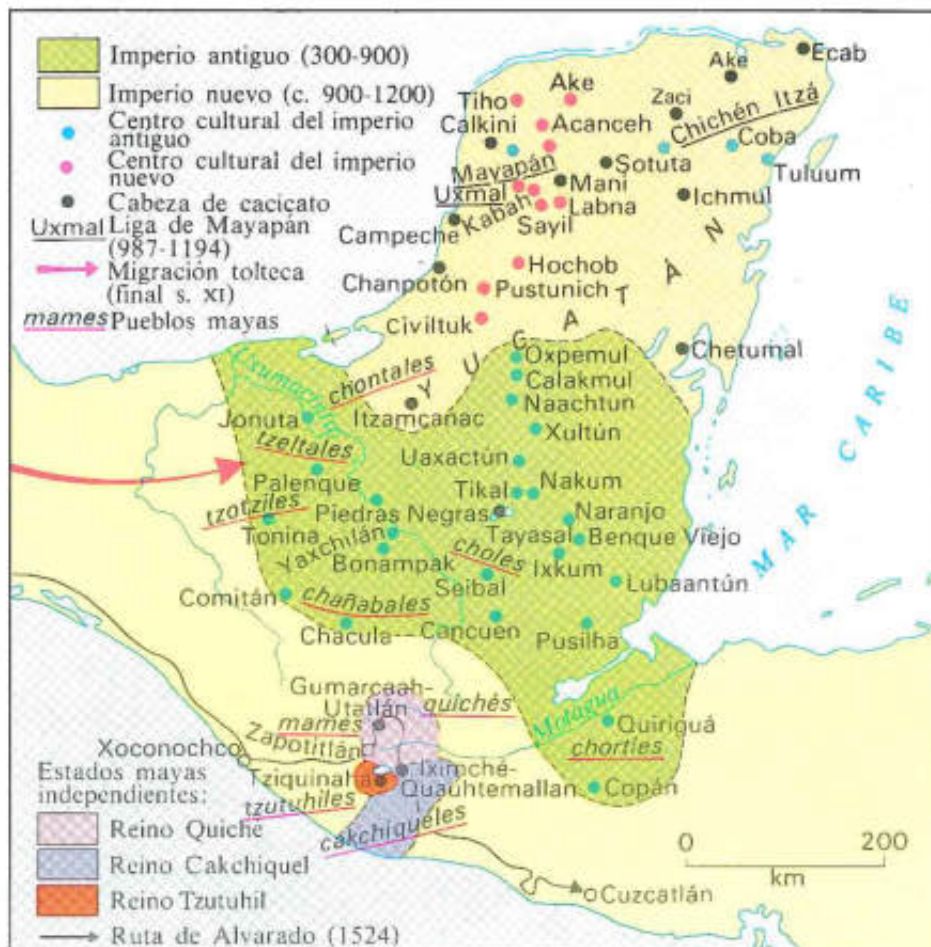 Imperio antiguo (300-900)
Imperio nuevo (c. 900-1200)
Centro cultural del imperio
antiguo
Centro cultural del imperio
nuevo
Cabeza de cacicato
Uxmal Liga de Mayapán
(987-1194)
Migración tolteca
(final s. XI)
mames Pueblos mayas
Ecab
Ake
Ake
Tiho
Zaci
Calkini
Acanceh
Chichén Itzá
Coba
Mayapán
Sotuta
Tuluum
Uxmal
Mani
Kabah
Labna
Ichmul
Sayil
Campeche
Hochob
Chanpotón
Pustunich
Civiltuk
YUCATÁN
Chetumal
Oxpemul
Calakmul
Naachtun
chontales
Itzamcañac
Usumacinta
Jonuta
Xultún
tzeltales
Uaxactún
Palenque
Tikal
Nakum
tzotziles
Piedras Negras
Naranjo
Tonina
Yaxchilán
Tayasal
Benque Viejo
choles
Bonampak
Ixkum
Seibal
Lubaantún
Comitán
chañabales
Chacula
Cancuen
Pusilha
MAR CARIBE
Gumarcaah-
Utatlán
quichés
mames
Motagua
Zapotitlán
Quiriguá
Xoconochco
chorties
Iximché-
Quauhtemallan
Tziquinaha
Copán
tzutuhiles
cakchiqueles
Estados mayas
independientes:
Reino Quiche
Reino Cakchiquel
Reino Tzutuhil
Ruta de Alvarado (1524)
0 200
km
Cuzcatlán